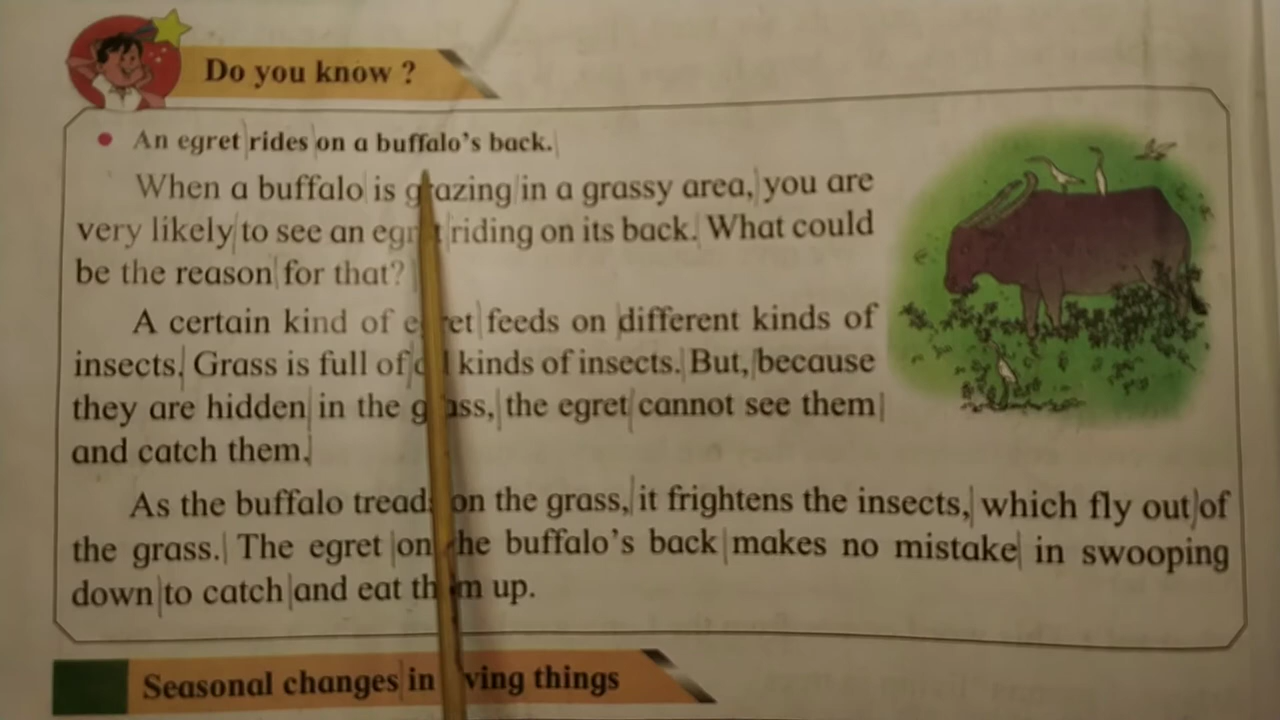 Do you know ?
• An egret rides on a buffalo's back.
When a buffalo is grazing in a grassy area, you are
very likely to see an egret riding on its back. What could
be the reason for that?
A certain kind of egret feeds on different kinds of
insects. Grass is full of all kinds of insects. But, because
they are hidden in the grass, the egret cannot see them
and catch them.
As the buffalo treads on the grass, it frightens the insects, which fly out of
the grass. The egret on the buffalo's back makes no mistake in swooping
down to catch and eat them up.
Seasonal changes in living things